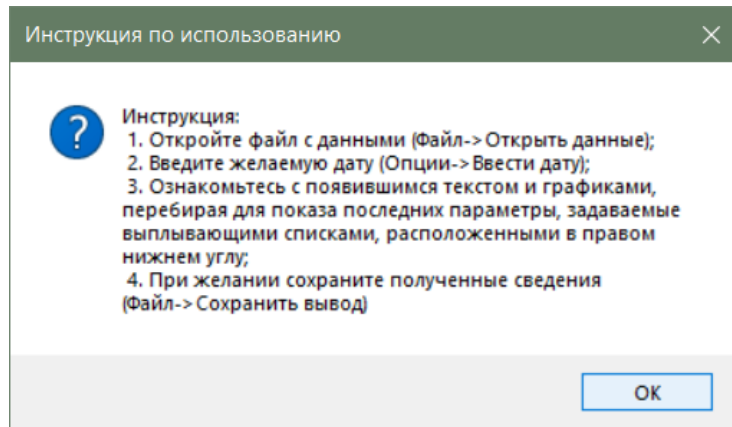 Инструкция по использованию
Инструкция:
1. Откройте файл с данными (Файл->Открыть данные);
2. Введите желаемую дату (Опции->Ввести дату);
3. Ознакомьтесь с появившимся текстом и графиками,
перебирая для показа последних параметры, задаваемые
выплывающими списками, расположенными в правом
нижнем углу;
4. При желании сохраните полученные сведения
(Файл->Сохранить вывод)
ОК